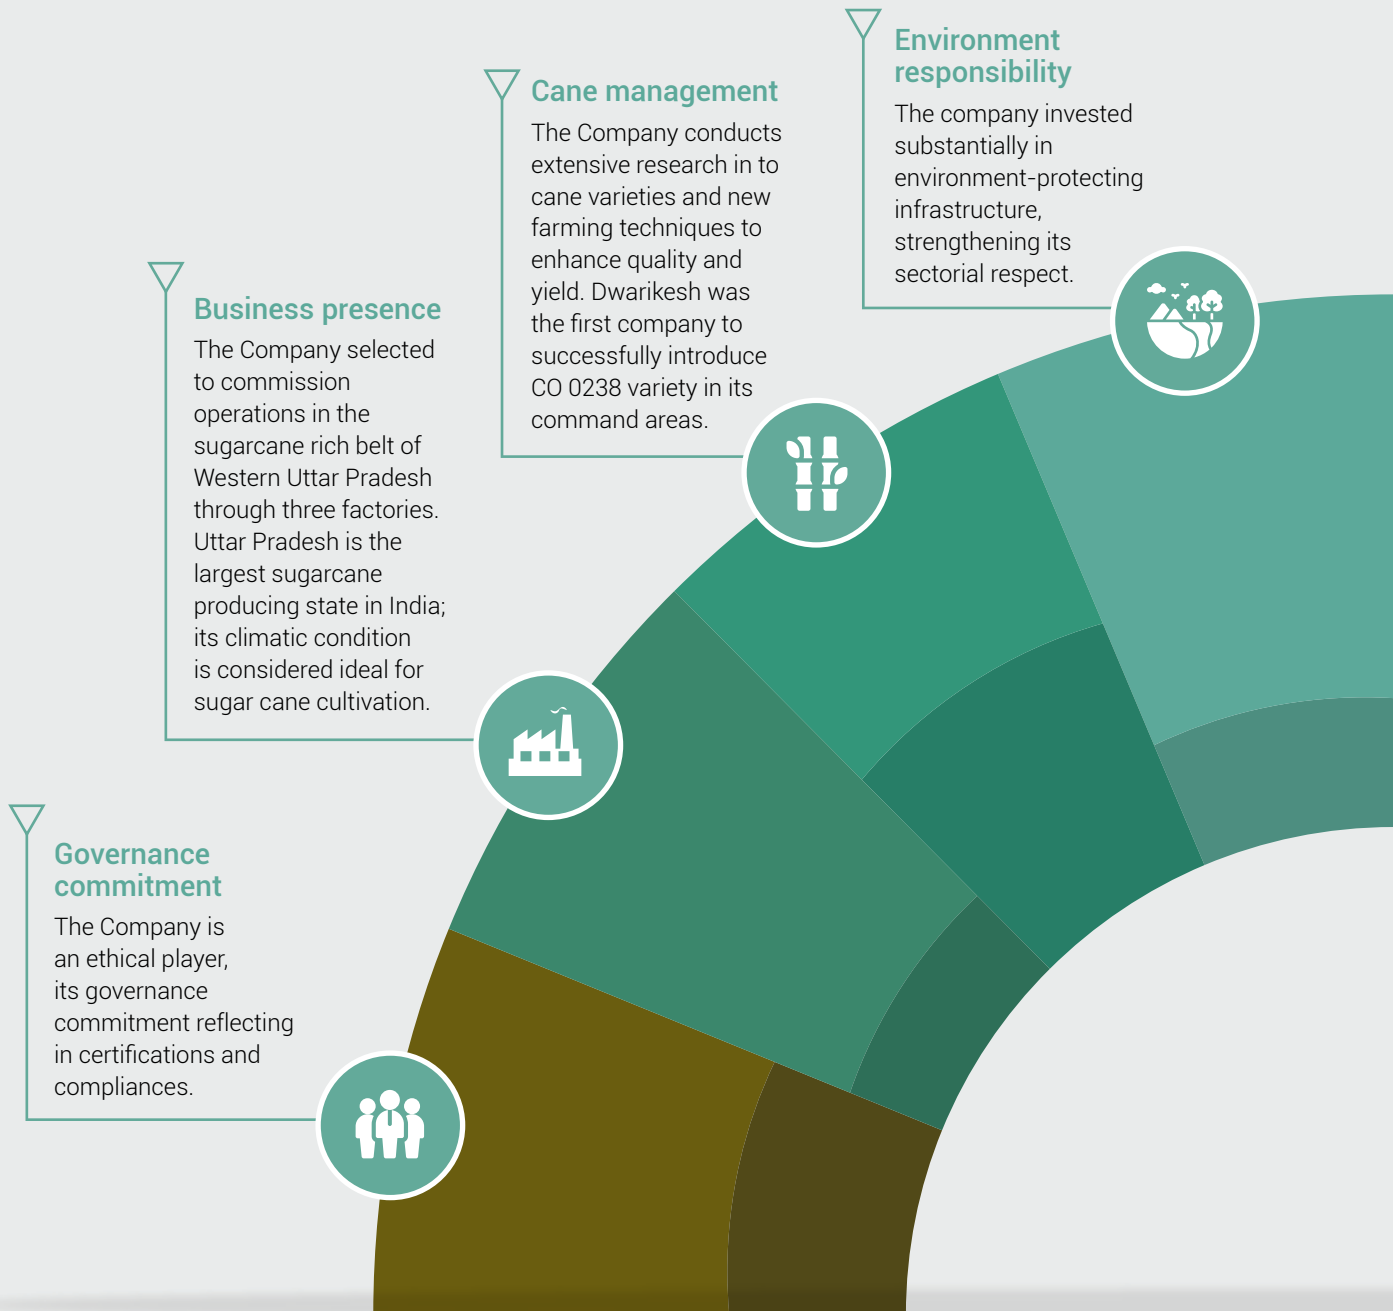 Environment
responsibility
The company invested
substantially in
environment-protecting
infrastructure,
strengthening its
sectorial respect.
Cane management
The Company conducts
extensive research in to
cane varieties and new
farming techniques to
enhance quality and
yield. Dwarikesh was
the first company to
successfully introduce
CO 0238 variety in its
command areas.
Business presence
The Company selected
to commission
operations in the
sugarcane rich belt of
Western Uttar Pradesh
through three factories.
Uttar Pradesh is the
largest sugarcane
producing state in India;
its climatic condition
is considered ideal for
sugar cane cultivation.
Governance
commitment
The Company is
an ethical player,
its governance
commitment reflecting
in certifications and
compliances.